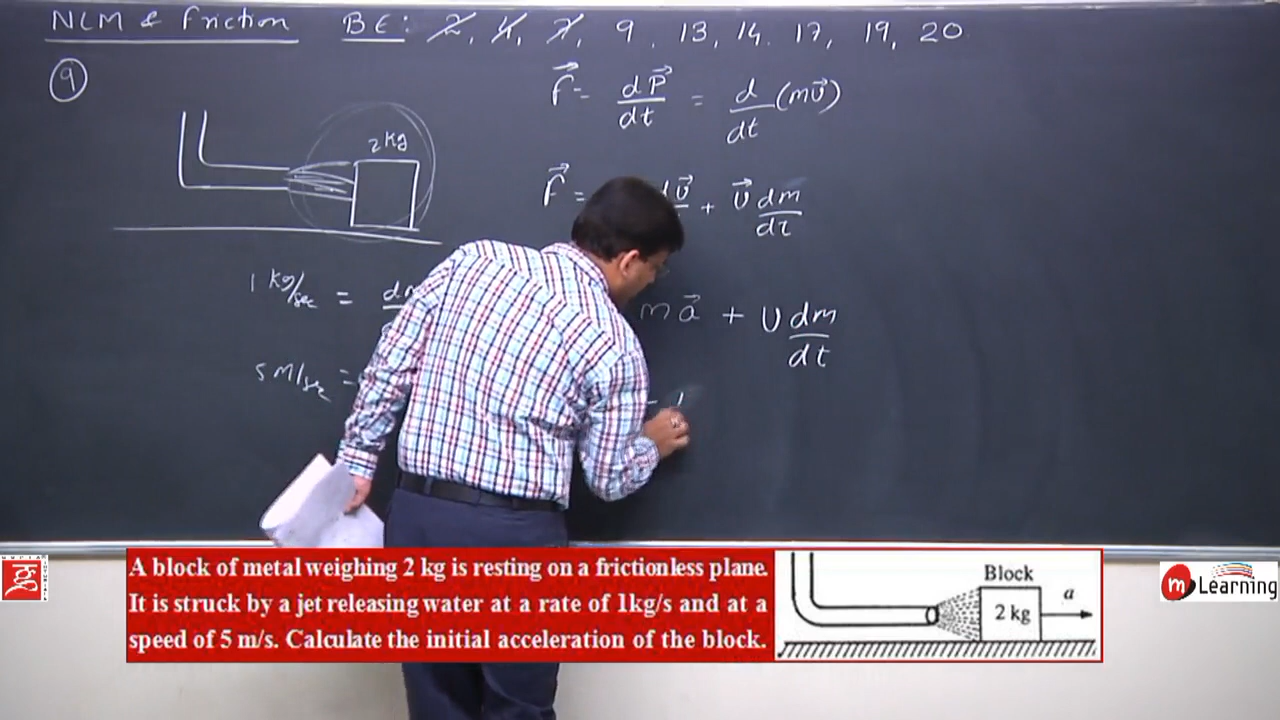 NLM & Friction BE: 2, 4, 7, 9, 13, 14. 17, 19, 20
9
F⃗ = dP⃗/dt = d/dt (mv⃗)
2 kg
F⃗ = dv⃗ + v⃗ dm/dt
1 kg/sec = dm
ma⃗ + v dm/dt
5 M/sec =
A block of metal weighing 2 kg is resting on a frictionless plane.
It is struck by a jet releasing water at a rate of 1kg/s and at a
speed of 5 m/s. Calculate the initial acceleration of the block.
Block
2 kg
a
m Learning